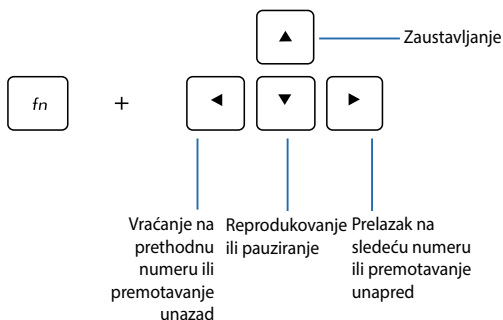 Zaustavljanje
fn
+
Vraćanje na
prethodnu
numeru ili
premotavanje
unazad
Reprodukovanje
ili pauziranje
Prelazak na
sledeću numeru
ili premotavanje
unapred